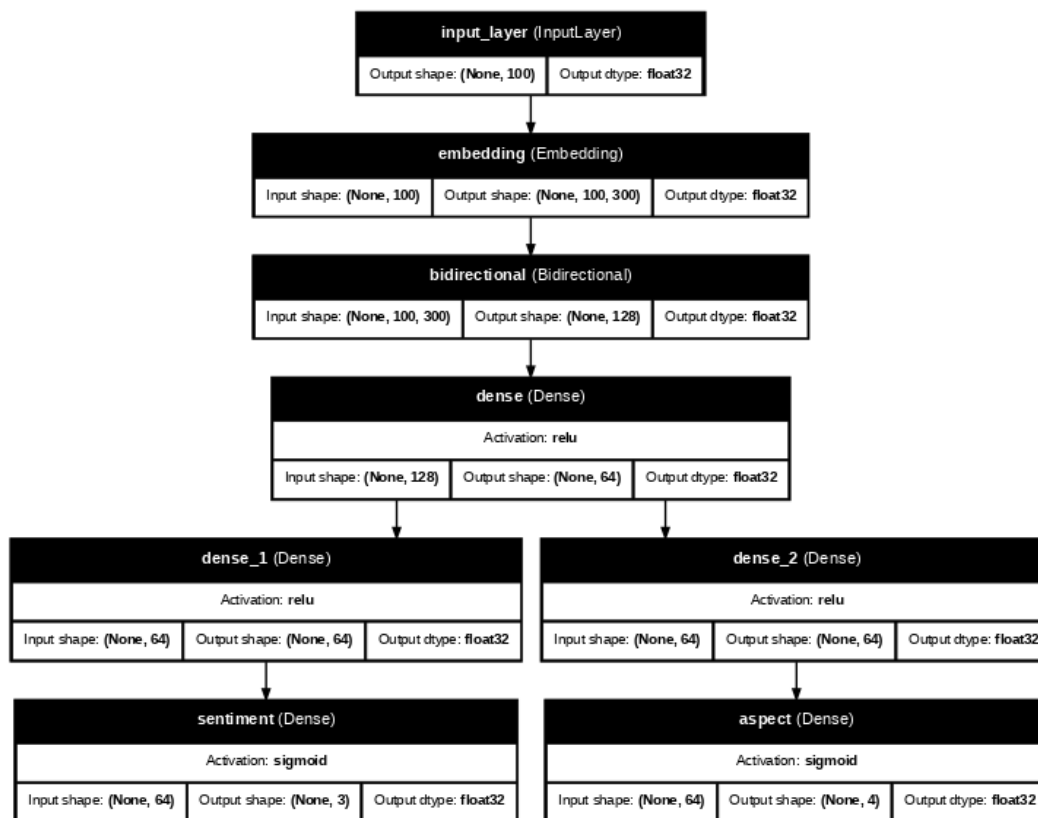 input_layer (InputLayer)
Output shape: (None, 100) Output dtype: float32
embedding (Embedding)
Input shape: (None, 100) Output shape: (None, 100, 300) Output dtype: float32
bidirectional (Bidirectional)
Input shape: (None, 100, 300) Output shape: (None, 128) Output dtype: float32
dense (Dense)
Activation: relu
Input shape: (None, 128) Output shape: (None, 64) Output dtype: float32
dense_1 (Dense)
Activation: relu
Input shape: (None, 64) Output shape: (None, 64) Output dtype: float32
dense_2 (Dense)
Activation: relu
Input shape: (None, 64) Output shape: (None, 64) Output dtype: float32
sentiment (Dense)
Activation: sigmoid
Input shape: (None, 64) Output shape: (None, 3) Output dtype: float32
aspect (Dense)
Activation: sigmoid
Input shape: (None, 64) Output shape: (None, 4) Output dtype: float32